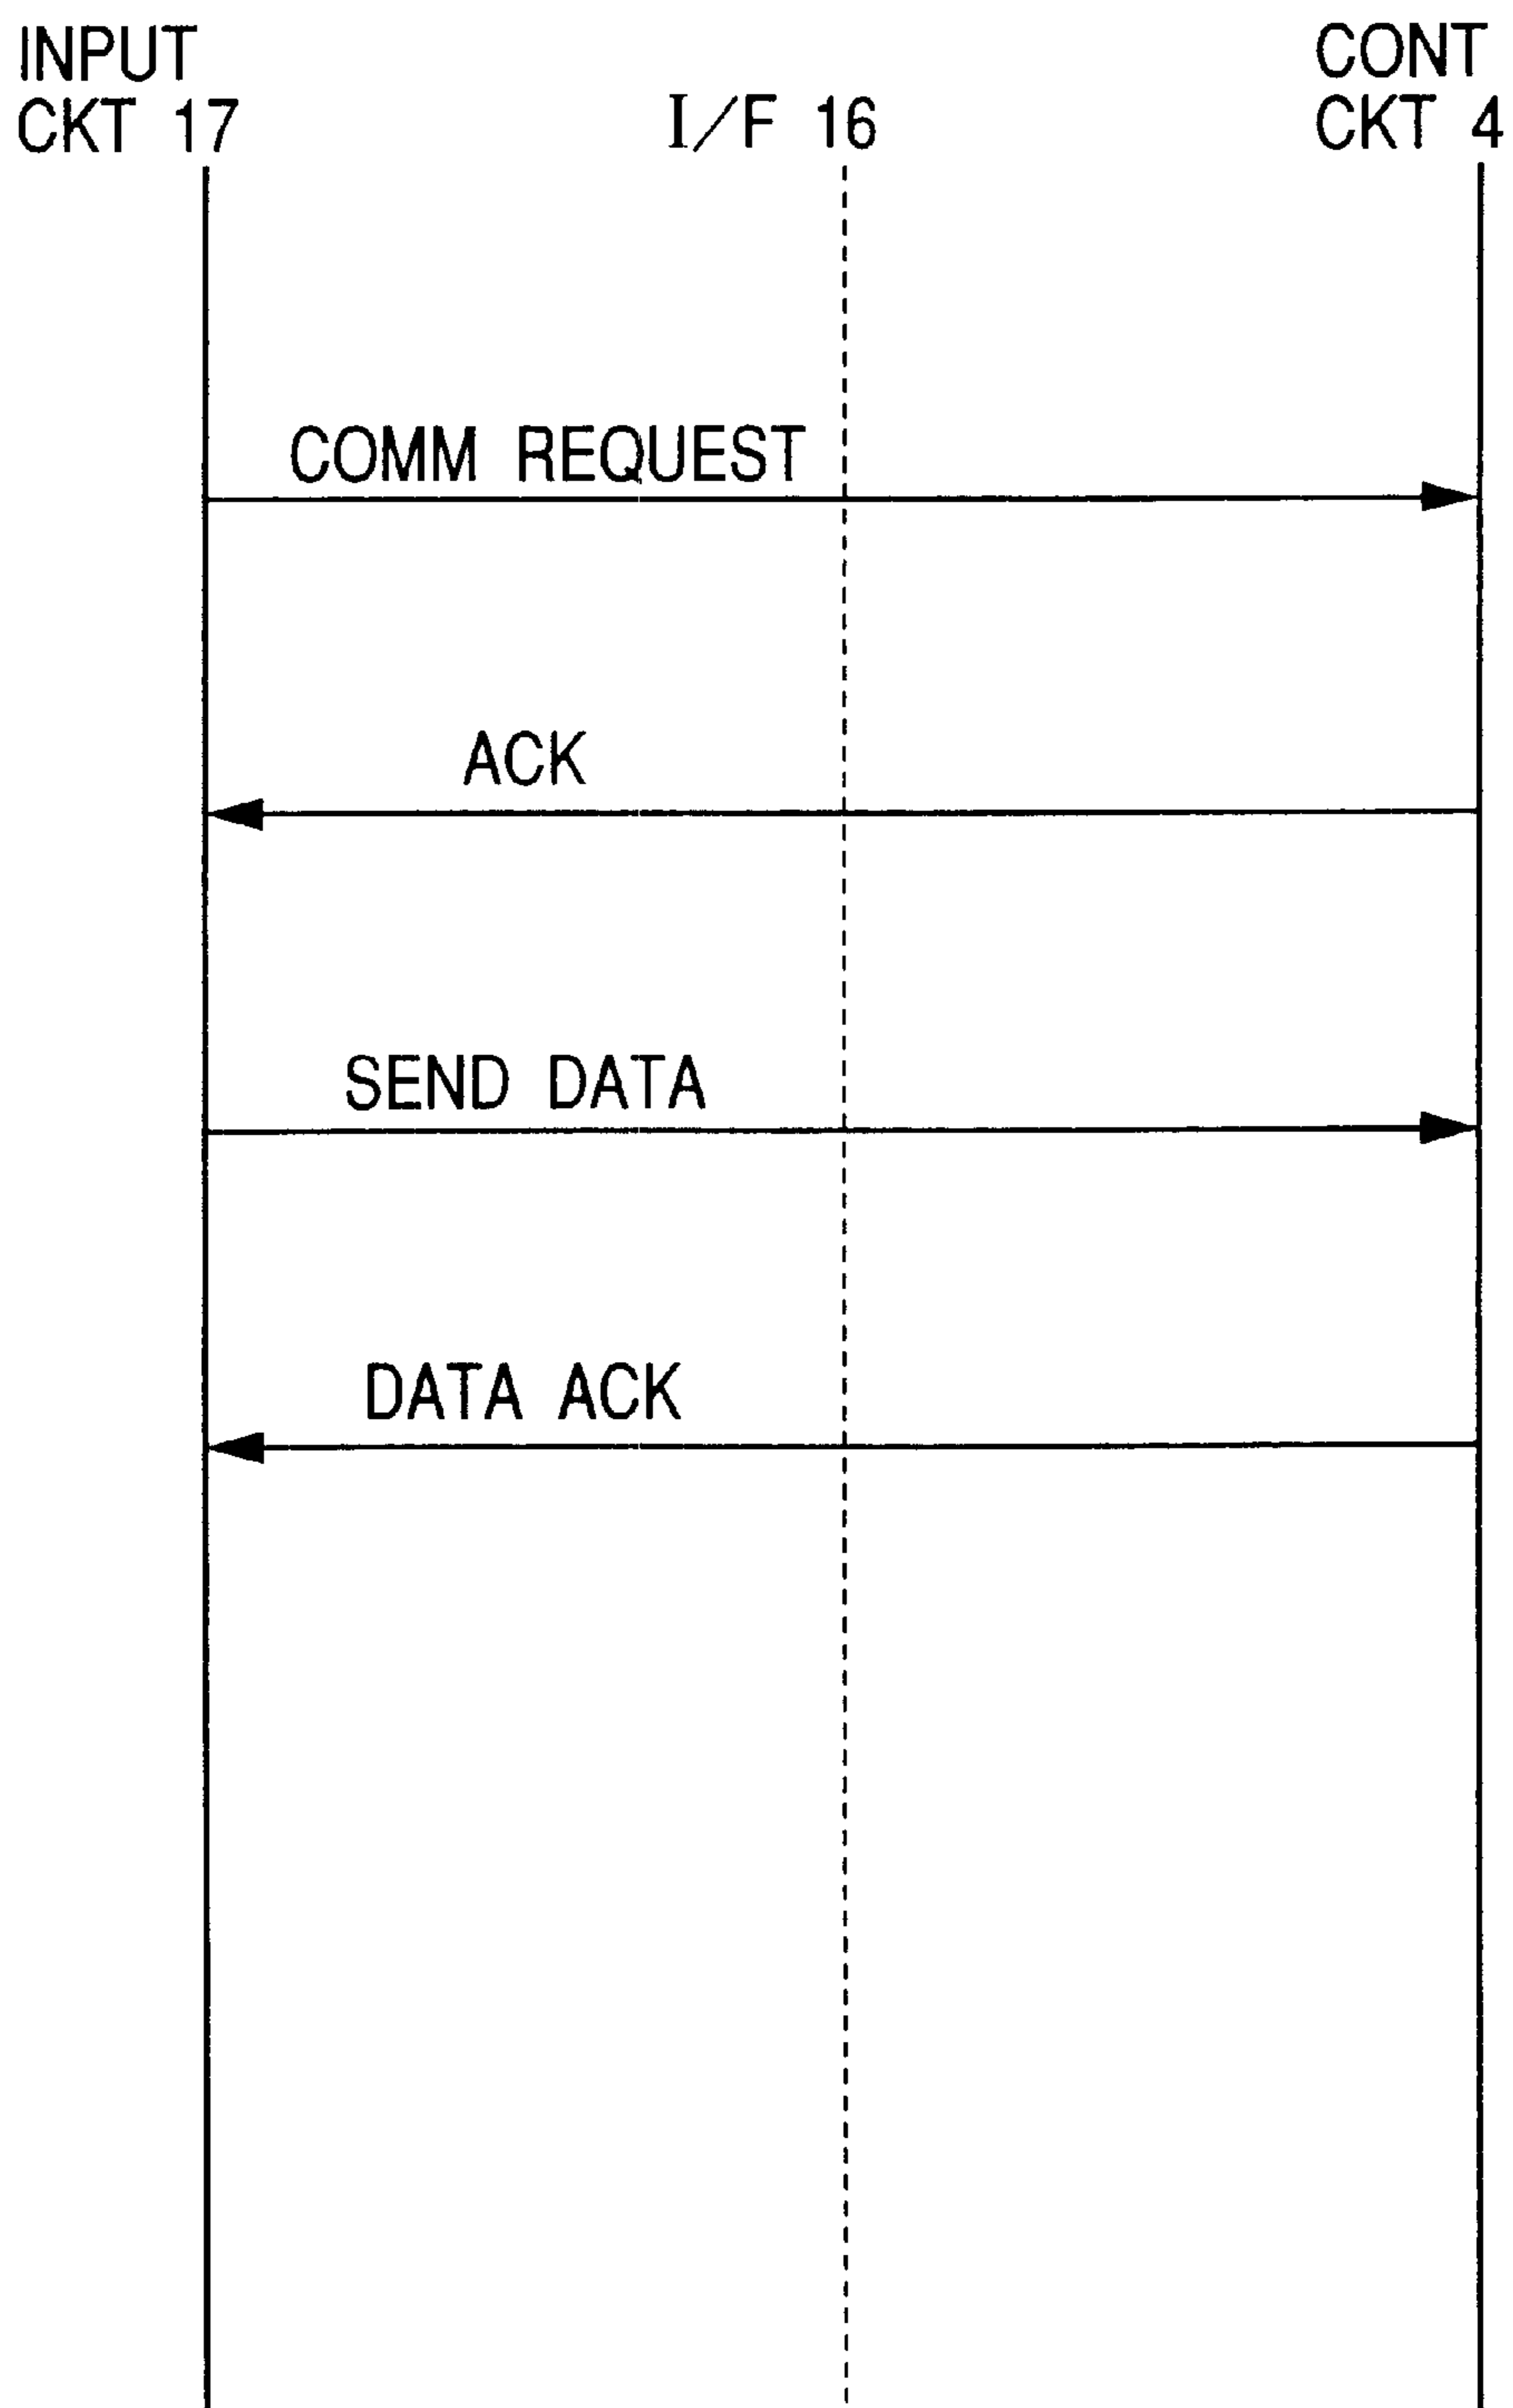 INPUT
CKT 17
I/F 16
CONT
CKT 4
COMM REQUEST
ACK
SEND DATA
DATA ACK